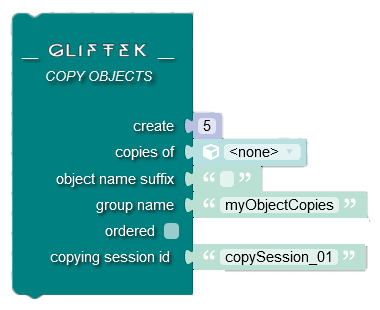 _ GLIFTEK _
COPY OBJECTS
create 5
copies of <none>
object name suffix “ ”
group name “ myObjectCopies ”
ordered
copying session id “ copySession_01 ”